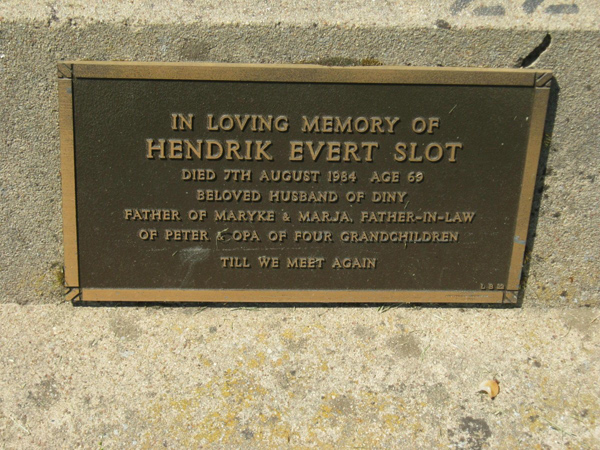 IN LOVING MEMORY OF
HENDRIK EVERT SLOT
DIED 7TH AUGUST 1984 AGE 69
BELOVED HUSBAND OF DINY
FATHER OF MARYKE & MARJA, FATHER-IN-LAW
OF PETER & OPA OF FOUR GRANDCHILDREN
TILL WE MEET AGAIN